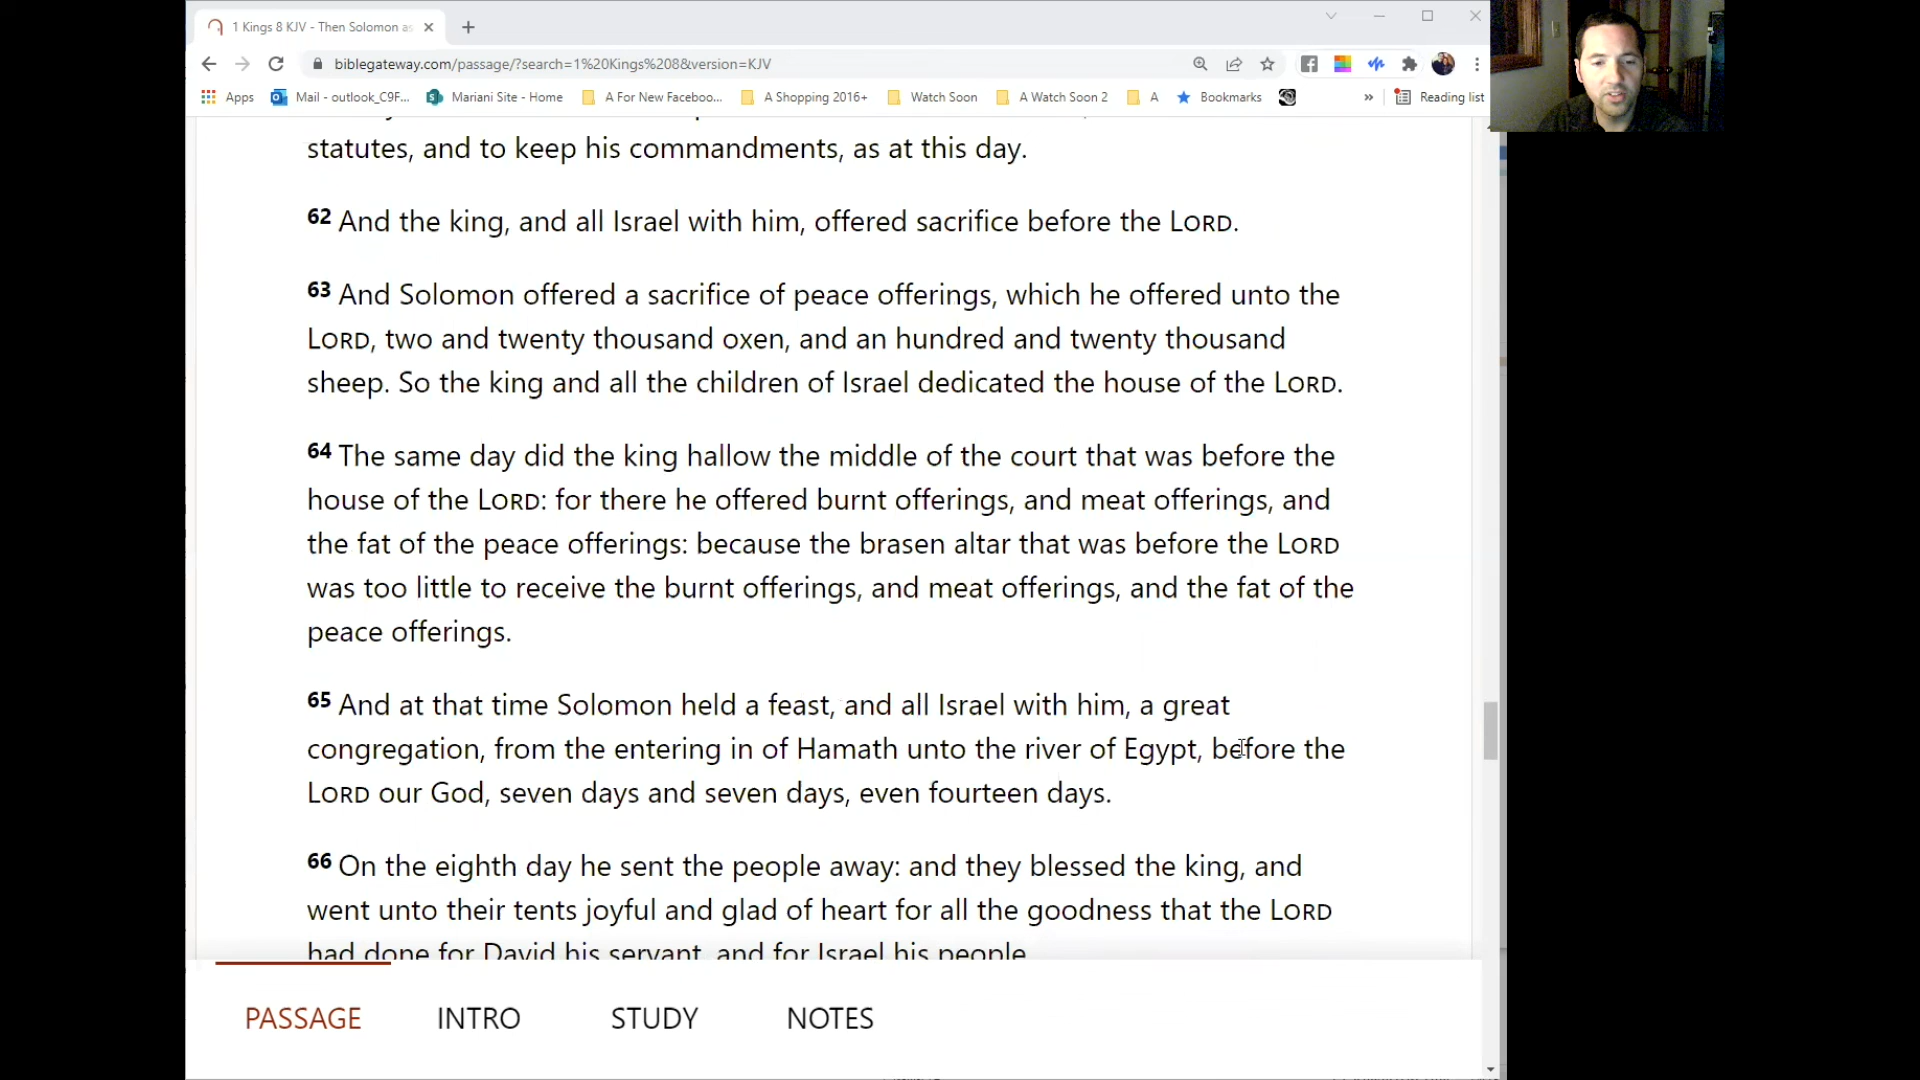 1 Kings 8 KJV - Then Solomon as
biblegateway.com/passage/?search=1%20Kings%208&version=KJV
Apps Mail - outlook_C9F... Mariani Site - Home A For New Faceboo... A Shopping 2016+ Watch Soon A Watch Soon 2 A Bookmarks » Reading list
statutes, and to keep his commandments, as at this day.
62 And the king, and all Israel with him, offered sacrifice before the LORD.
63 And Solomon offered a sacrifice of peace offerings, which he offered unto the
LORD, two and twenty thousand oxen, and an hundred and twenty thousand
sheep. So the king and all the children of Israel dedicated the house of the LORD.
64 The same day did the king hallow the middle of the court that was before the
house of the LORD: for there he offered burnt offerings, and meat offerings, and
the fat of the peace offerings: because the brasen altar that was before the LORD
was too little to receive the burnt offerings, and meat offerings, and the fat of the
peace offerings.
65 And at that time Solomon held a feast, and all Israel with him, a great
congregation, from the entering in of Hamath unto the river of Egypt, before the
LORD our God, seven days and seven days, even fourteen days.
66 On the eighth day he sent the people away: and they blessed the king, and
went unto their tents joyful and glad of heart for all the goodness that the LORD
had done for David his servant, and for Israel his people.
PASSAGE INTRO STUDY NOTES